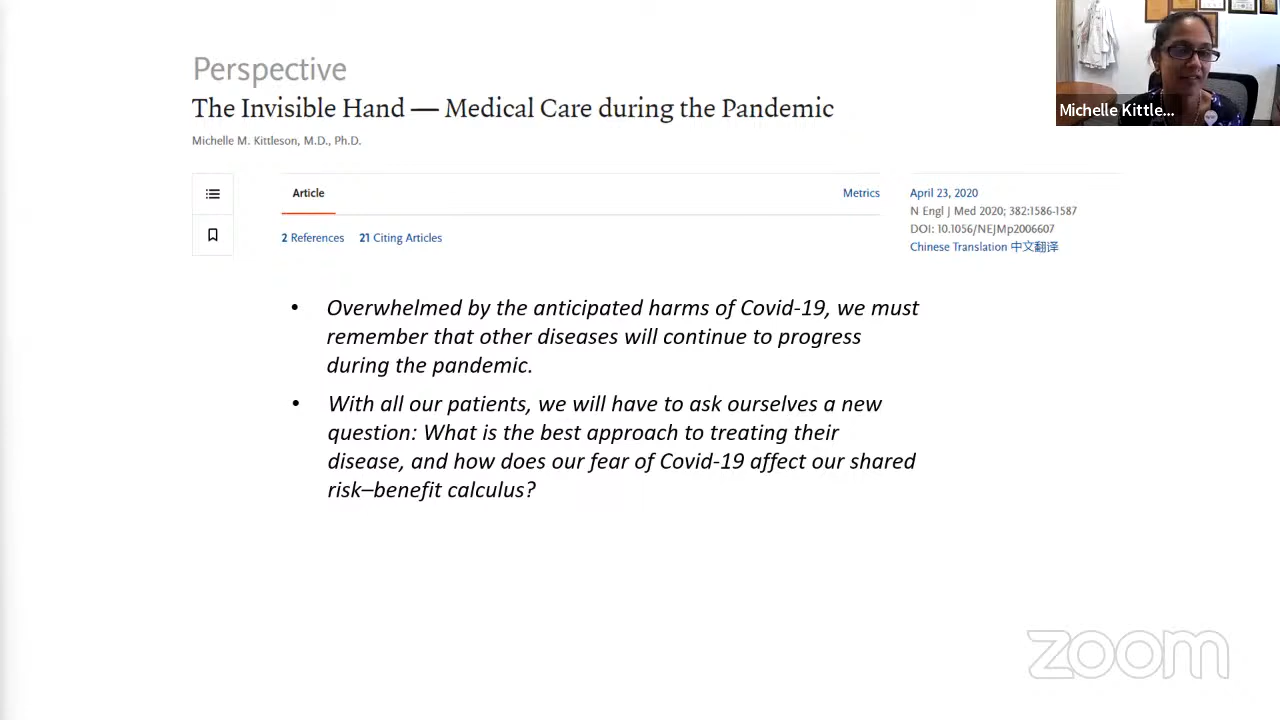 Perspective
The Invisible Hand — Medical Care during the Pandemic
Michelle M. Kittleson, M.D., Ph.D.
Article
Metrics
2 References 21 Citing Articles
April 23, 2020
N Engl J Med 2020; 382:1586-1587
DOI: 10.1056/NEJMp2006607
Chinese Translation 中文翻译
• Overwhelmed by the anticipated harms of Covid-19, we must
remember that other diseases will continue to progress
during the pandemic.
• With all our patients, we will have to ask ourselves a new
question: What is the best approach to treating their
disease, and how does our fear of Covid-19 affect our shared
risk–benefit calculus?
Michelle Kittle...
zoom